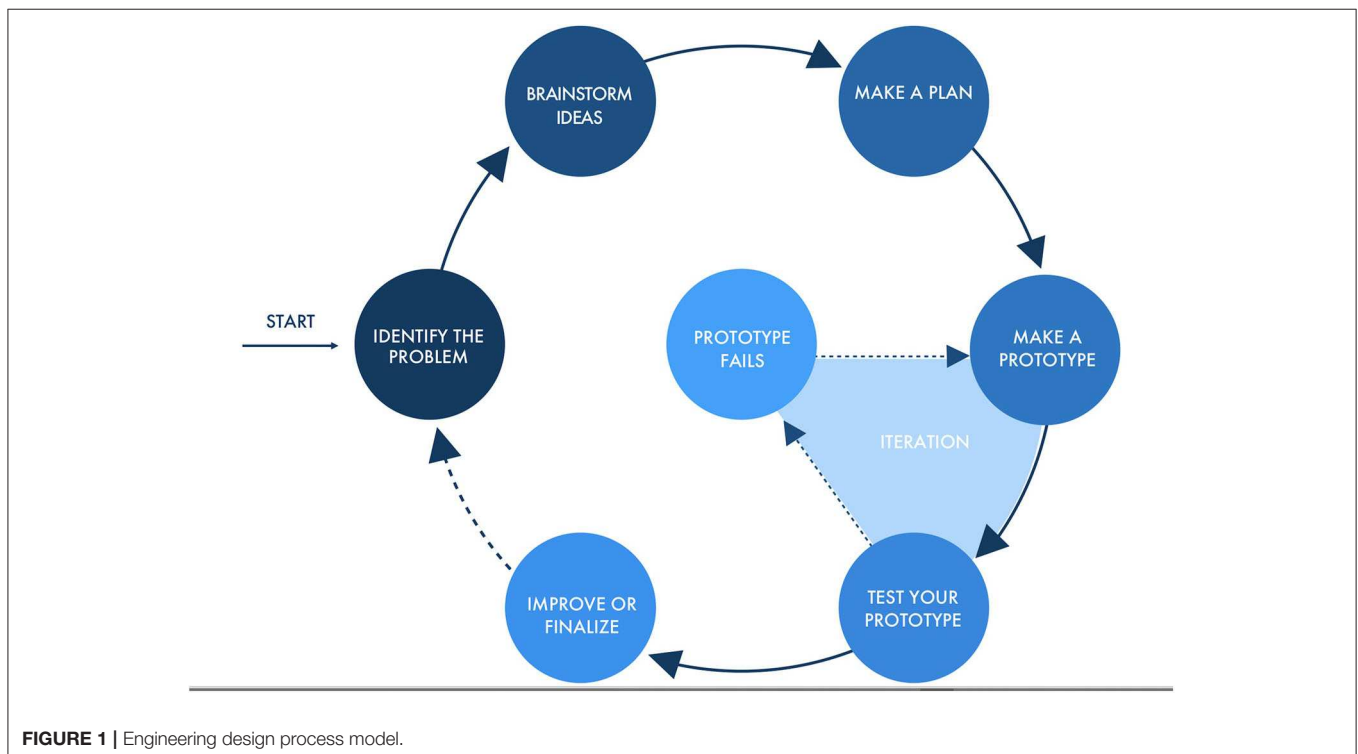 START
IDENTIFY THE
PROBLEM
BRAINSTORM
IDEAS
MAKE A PLAN
MAKE A
PROTOTYPE
TEST YOUR
PROTOTYPE
PROTOTYPE
FAILS
ITERATION
IMPROVE OR
FINALIZE
FIGURE 1 | Engineering design process model.